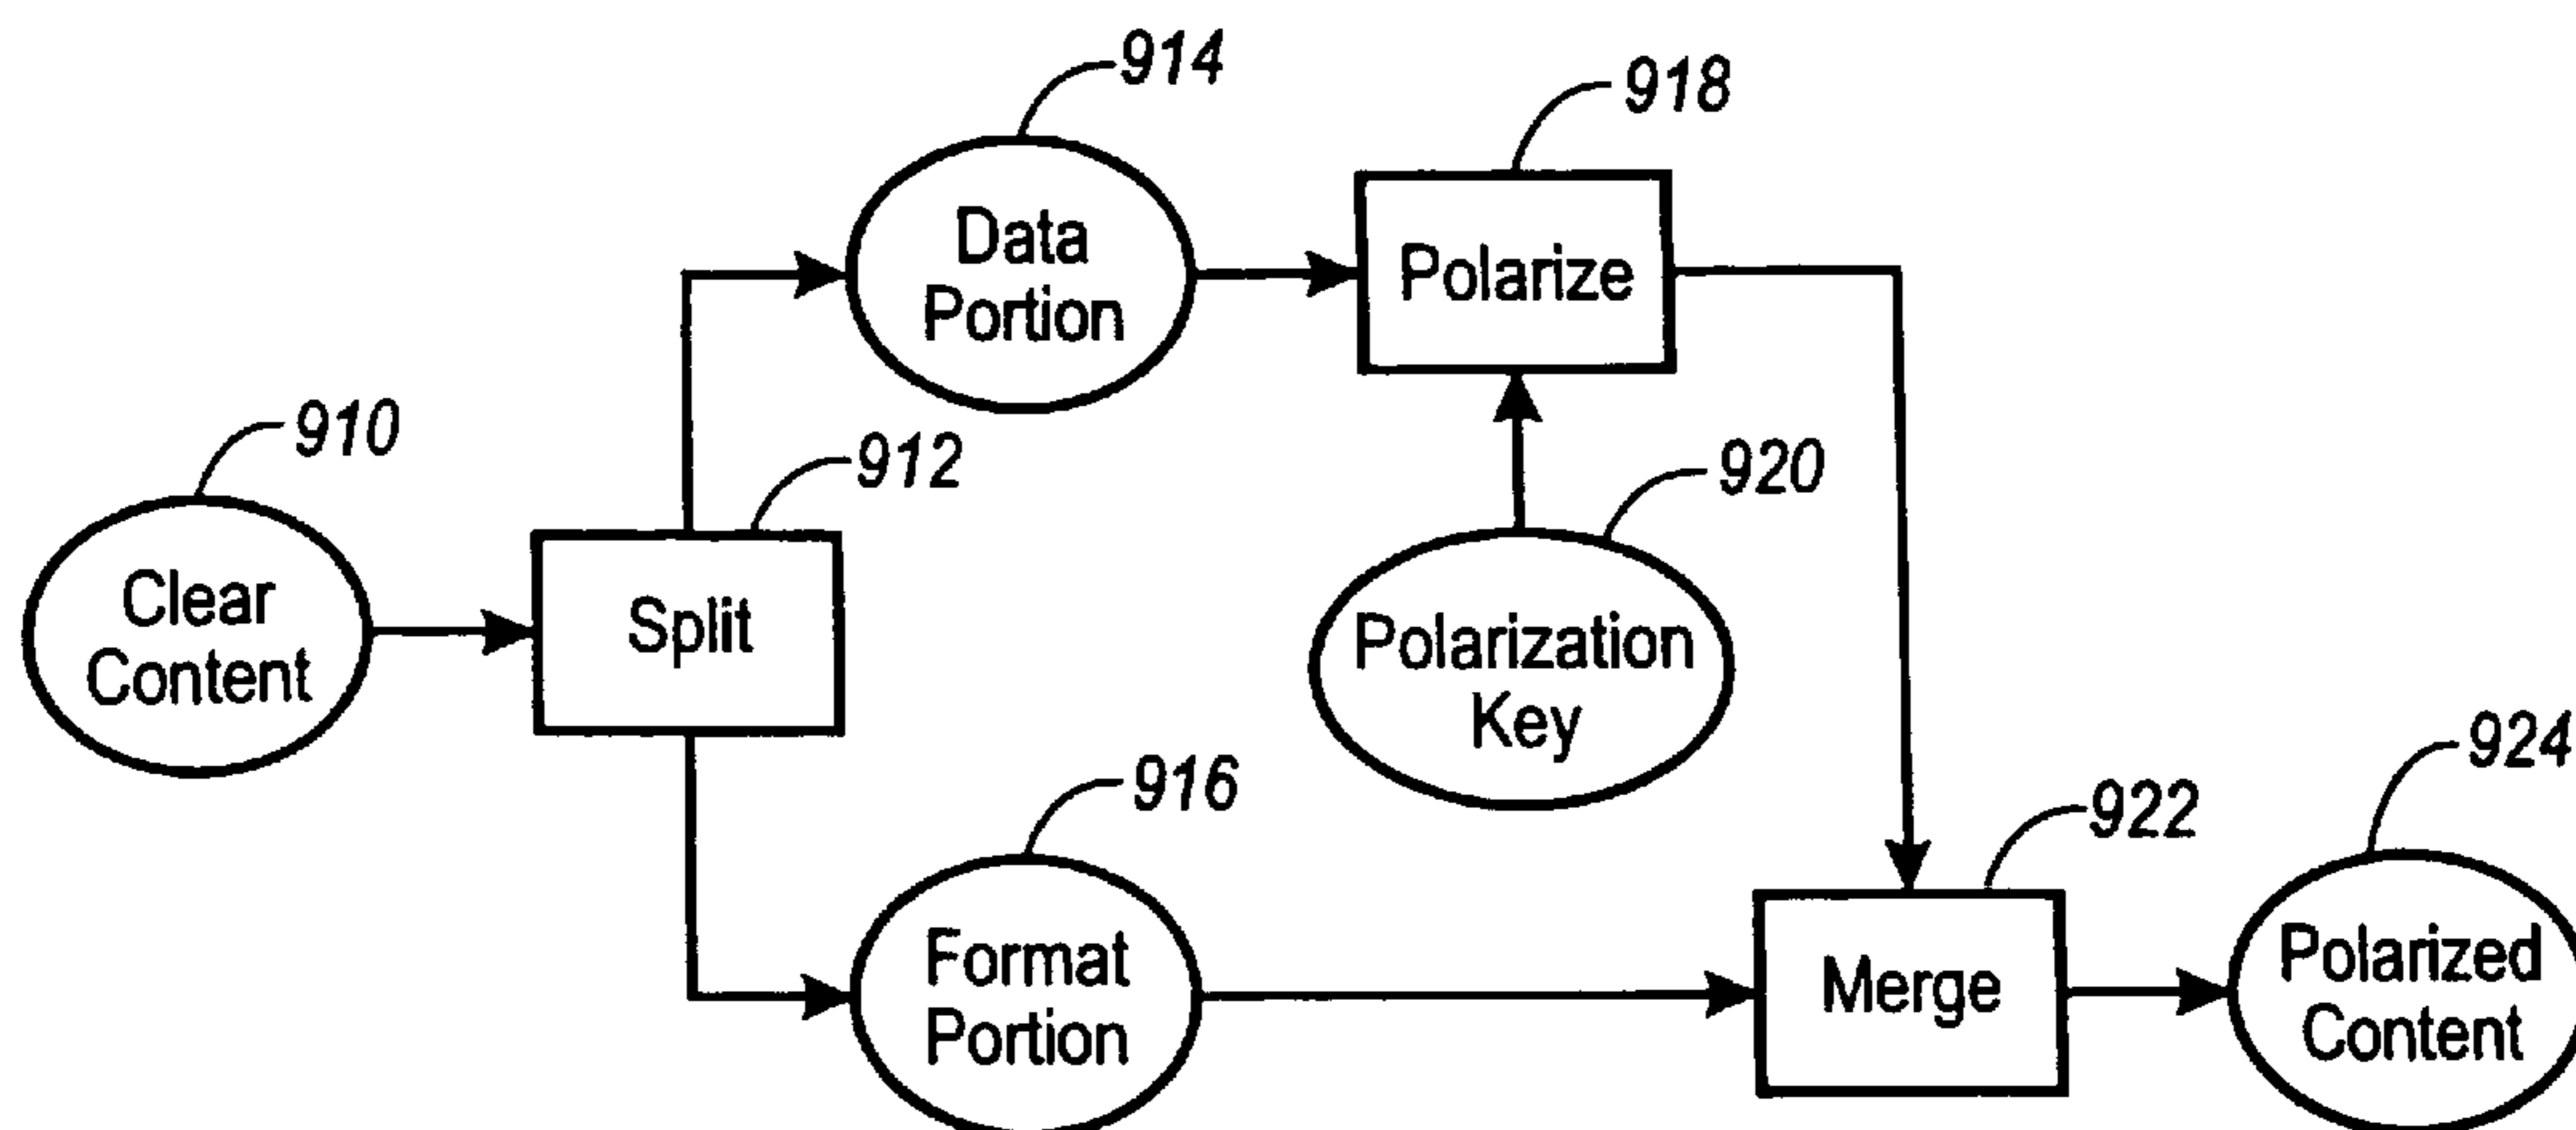 914
918
Data
Portion
Polarize
910
912
920
Clear
Content
Split
Polarization
Key
916
922
924
Format
Portion
Merge
Polarized
Content